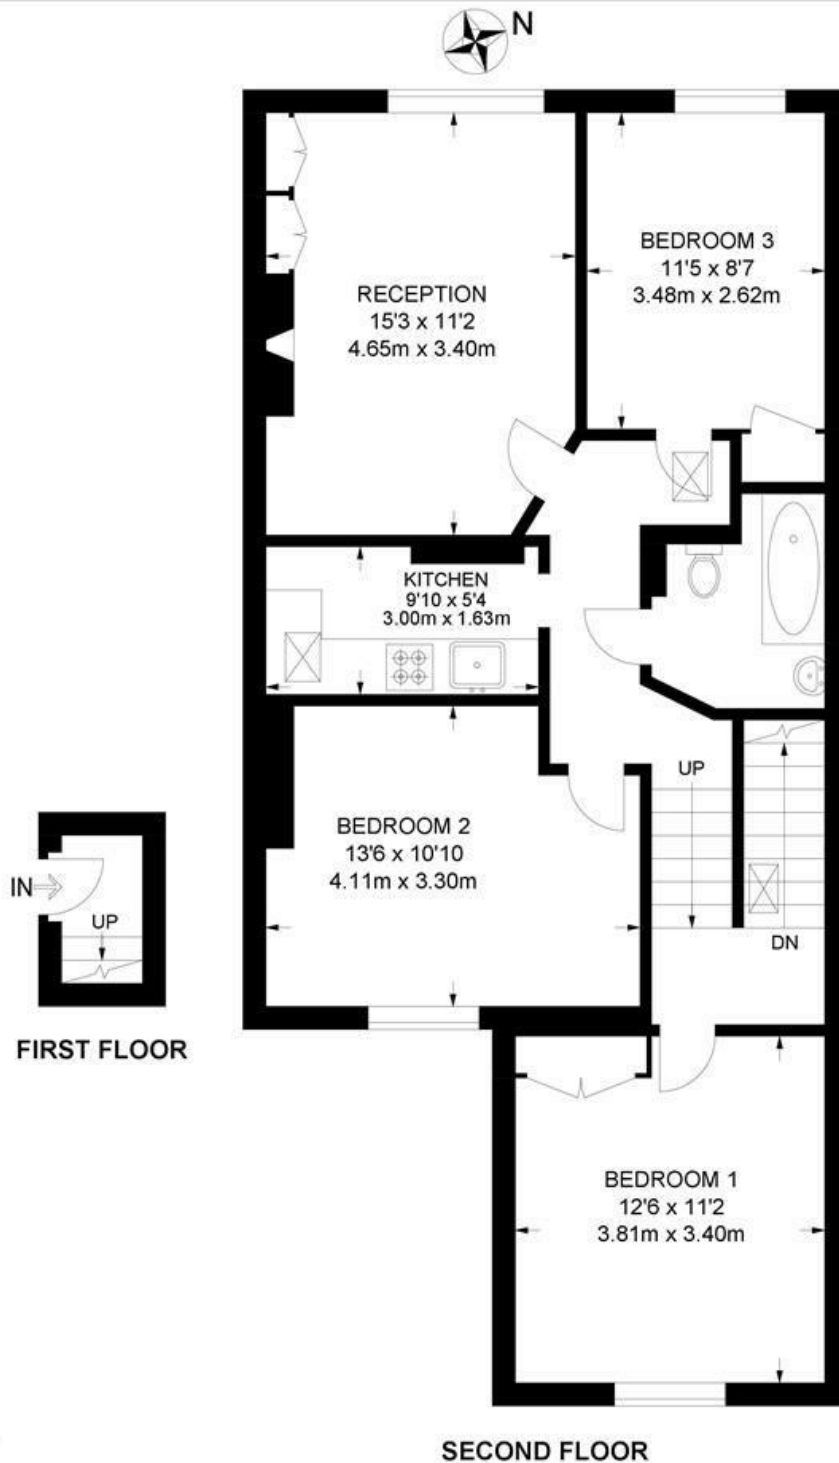 N
RECEPTION
15'3 x 11'2
4.65m x 3.40m
BEDROOM 3
11'5 x 8'7
3.48m x 2.62m
KITCHEN
9'10 x 5'4
3.00m x 1.63m
BEDROOM 2
13'6 x 10'10
4.11m x 3.30m
UP
DN
IN
UP
FIRST FLOOR
BEDROOM 1
12'6 x 11'2
3.81m x 3.40m
SECOND FLOOR